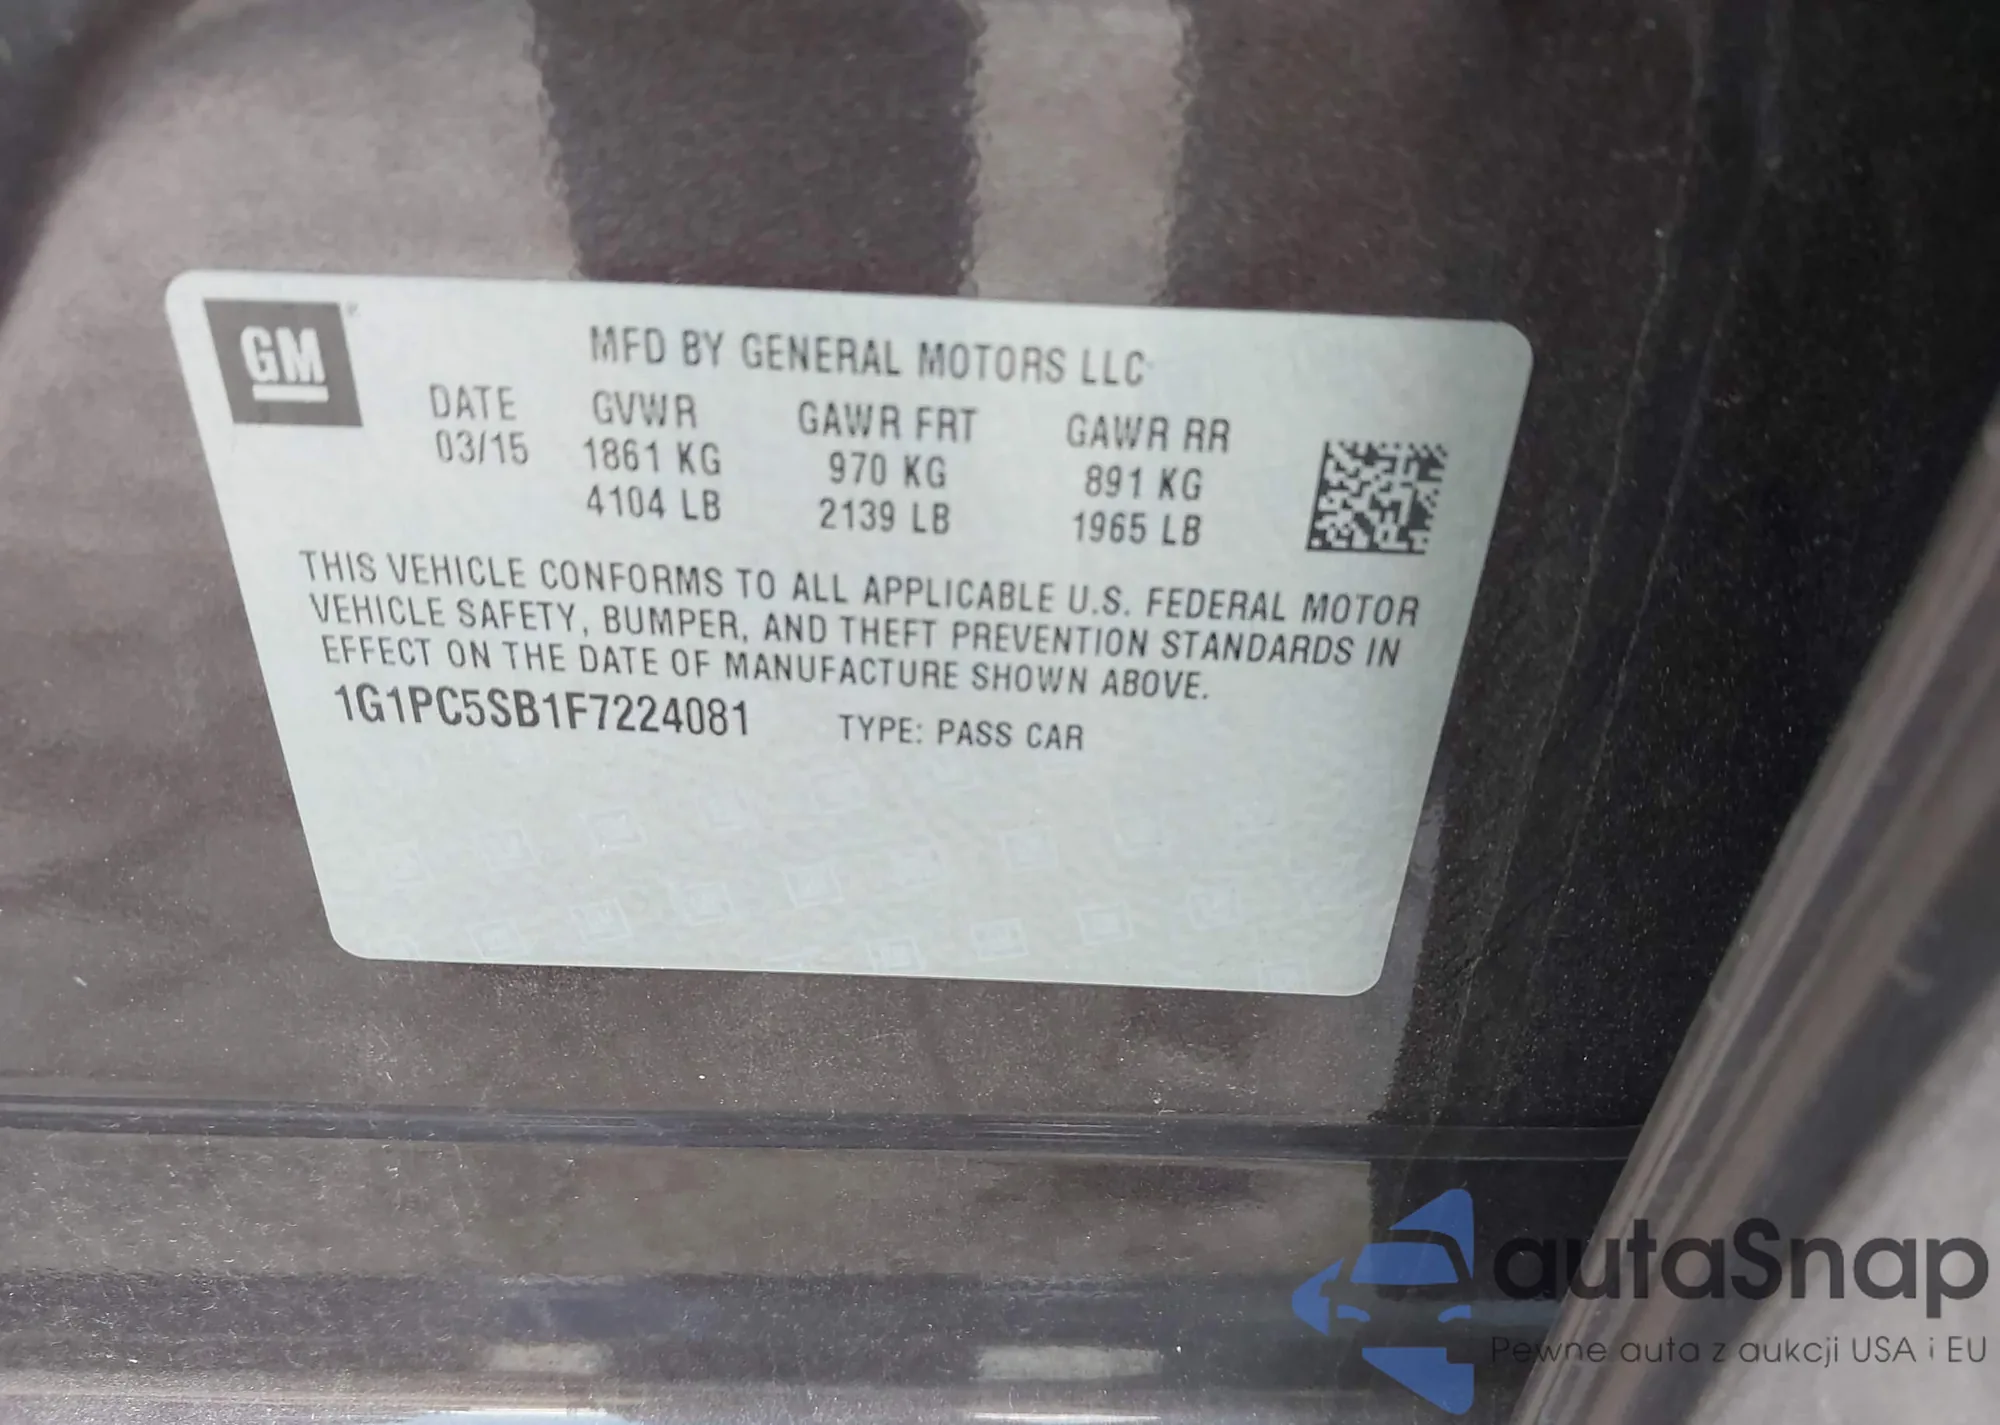 GM
MFD BY GENERAL MOTORS LLC
DATE GVWR GAWR FRT GAWR RR
03/15 1861 KG 970 KG 891 KG
4104 LB 2139 LB 1965 LB
THIS VEHICLE CONFORMS TO ALL APPLICABLE U.S. FEDERAL MOTOR
VEHICLE SAFETY, BUMPER, AND THEFT PREVENTION STANDARDS IN
EFFECT ON THE DATE OF MANUFACTURE SHOWN ABOVE.
1G1PC5SB1F7224081 TYPE: PASS CAR
autaSnap
Pewne auta z aukcji USA i EU